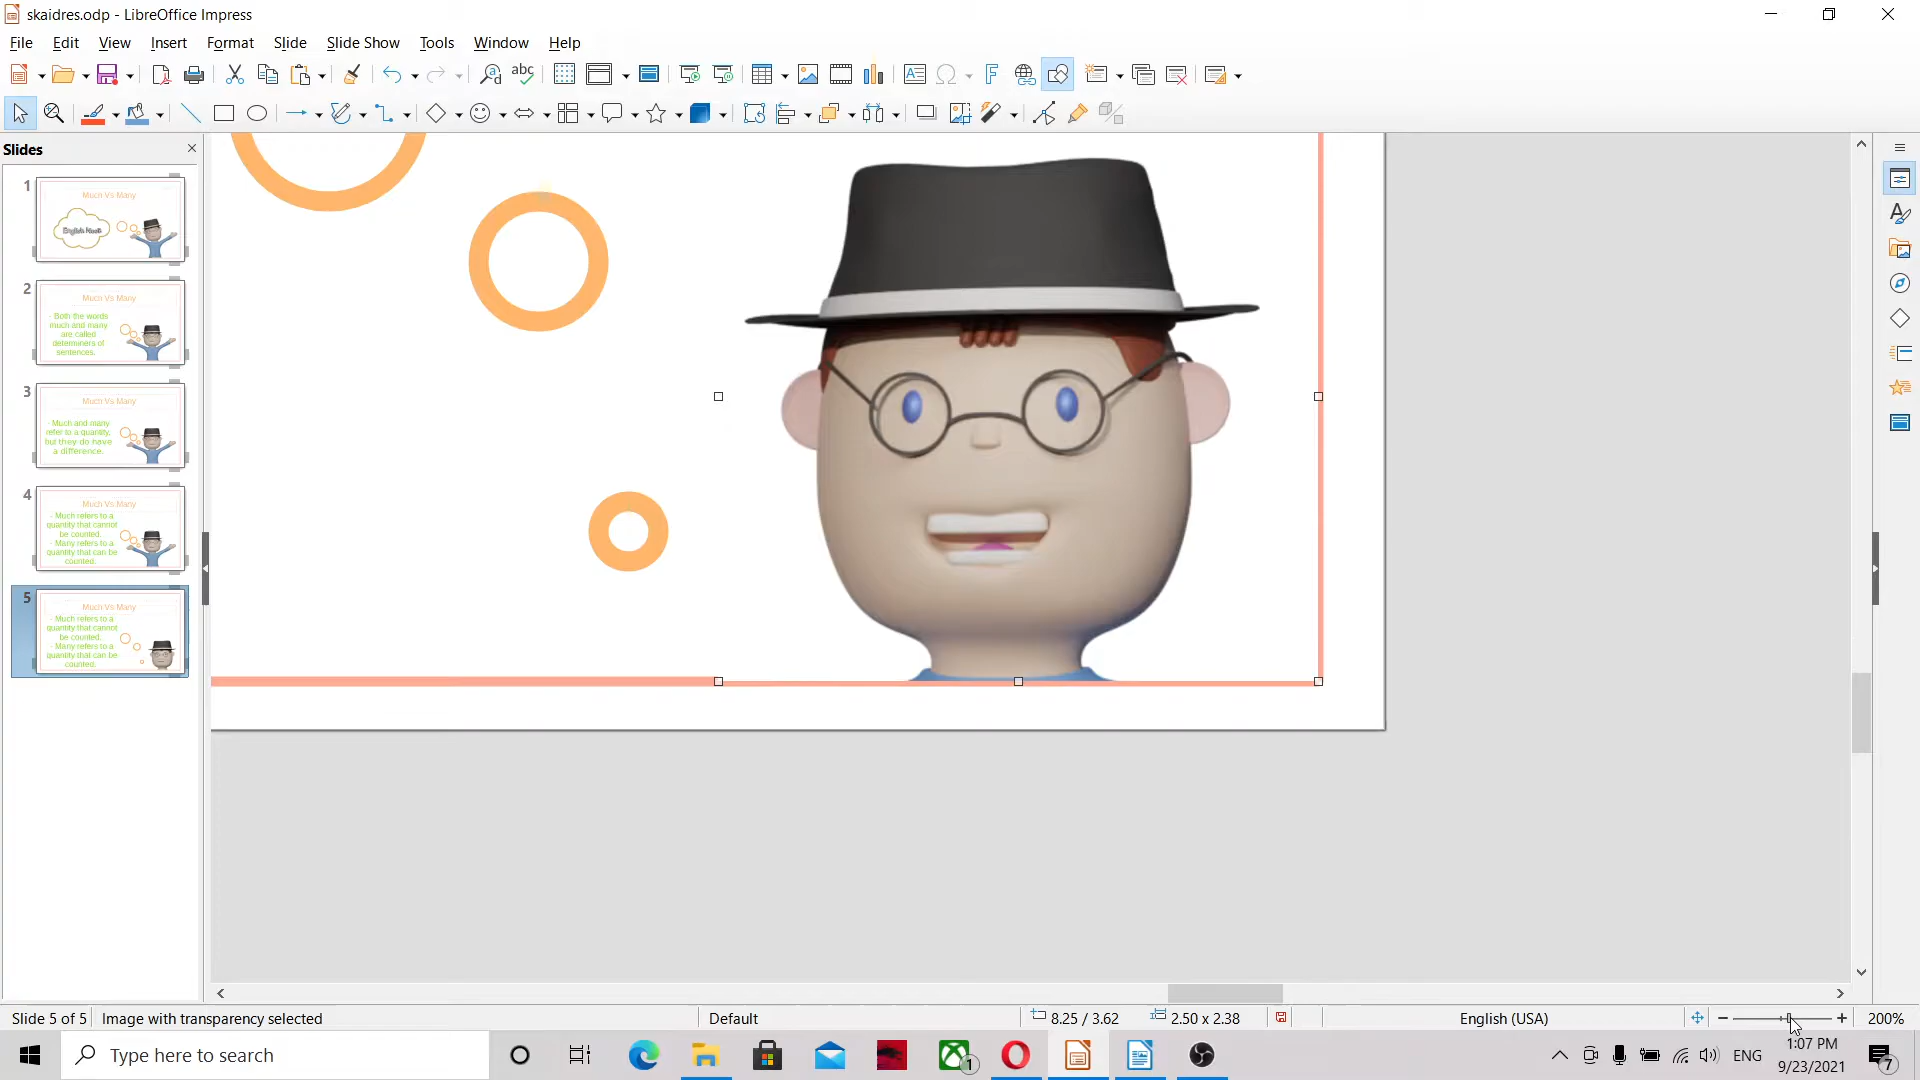 skaidres.odp - LibreOffice Impress
File Edit View Insert Format Slide Slide Show Tools Window Help
Slides
1
Much Vs Many
2
Much Vs Many
- Both the words
much and many
are called
determiners of
sentences.
3
Much Vs Many
- Much and many
refer to a quantity,
but they do have
a difference.
4
Much Vs Many
- Much refers to a
quantity that cannot
be counted.
- Many refers to a
quantity that can be
counted.
5
Much Vs Many
- Much refers to a
quantity that cannot
be counted.
- Many refers to a
quantity that can be
counted.
Slide 5 of 5 Image with transparency selected Default 8.25 / 3.62 2.50 x 2.38 English (USA) 200%
Type here to search
1
ENG
1:07 PM
9/23/2021
7